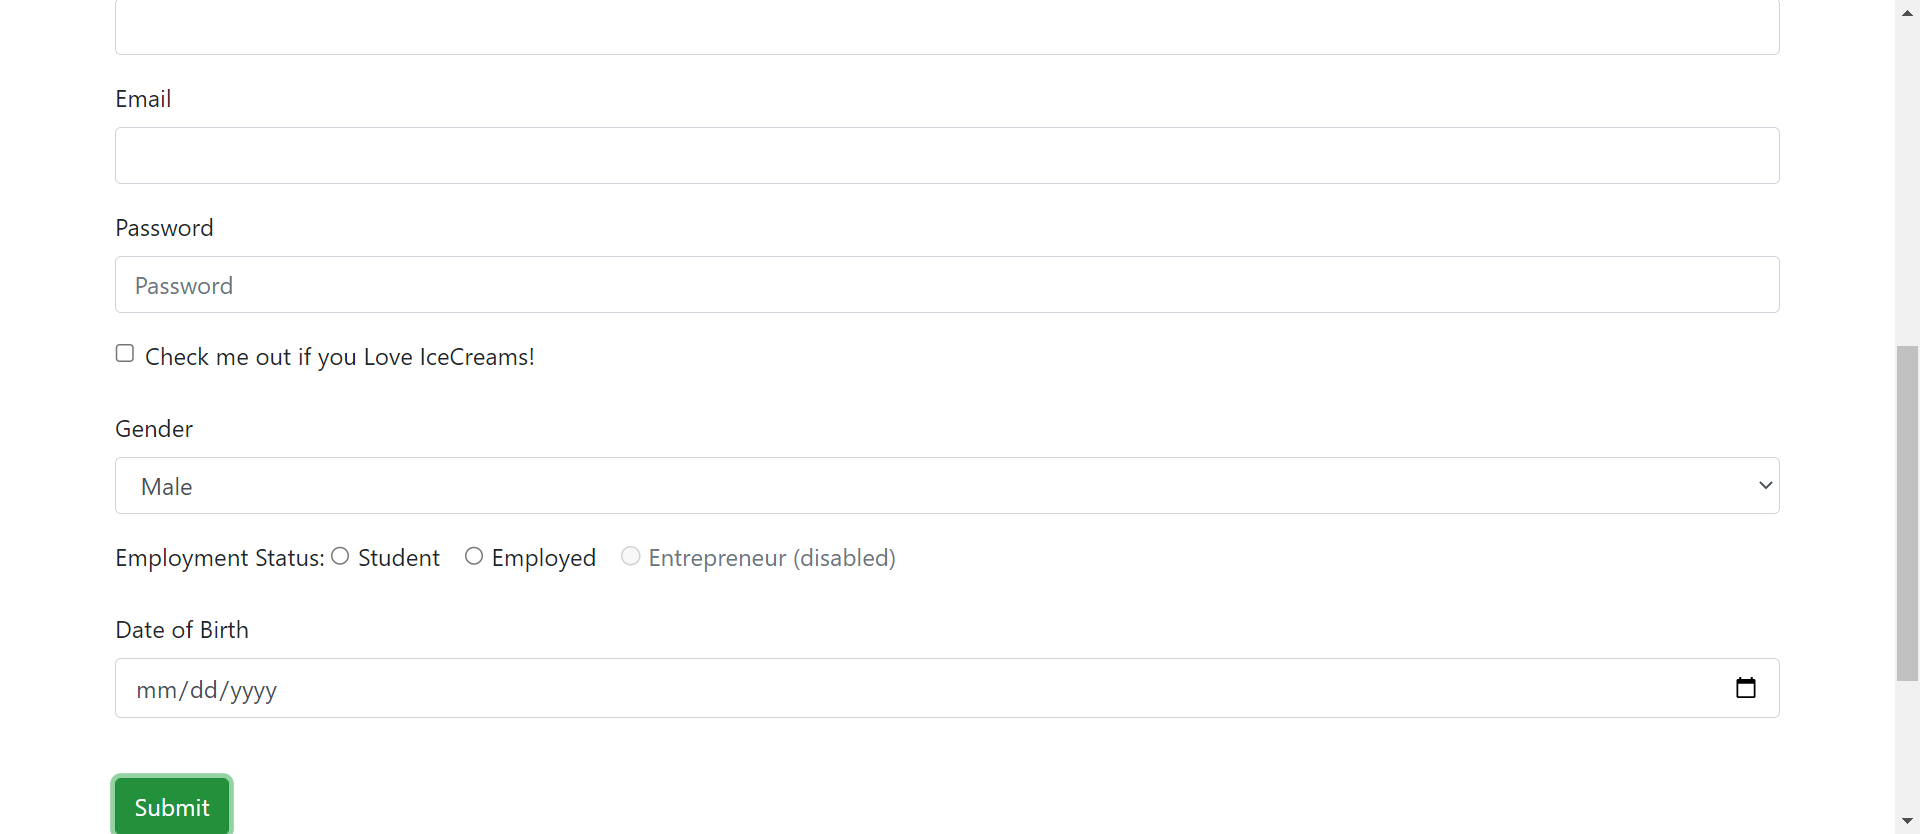 Email
Password
Password
Check me out if you Love IceCreams!
Gender
Male
Employment Status: Student Employed Entrepreneur (disabled)
Date of Birth
mm/dd/yyyy
Submit